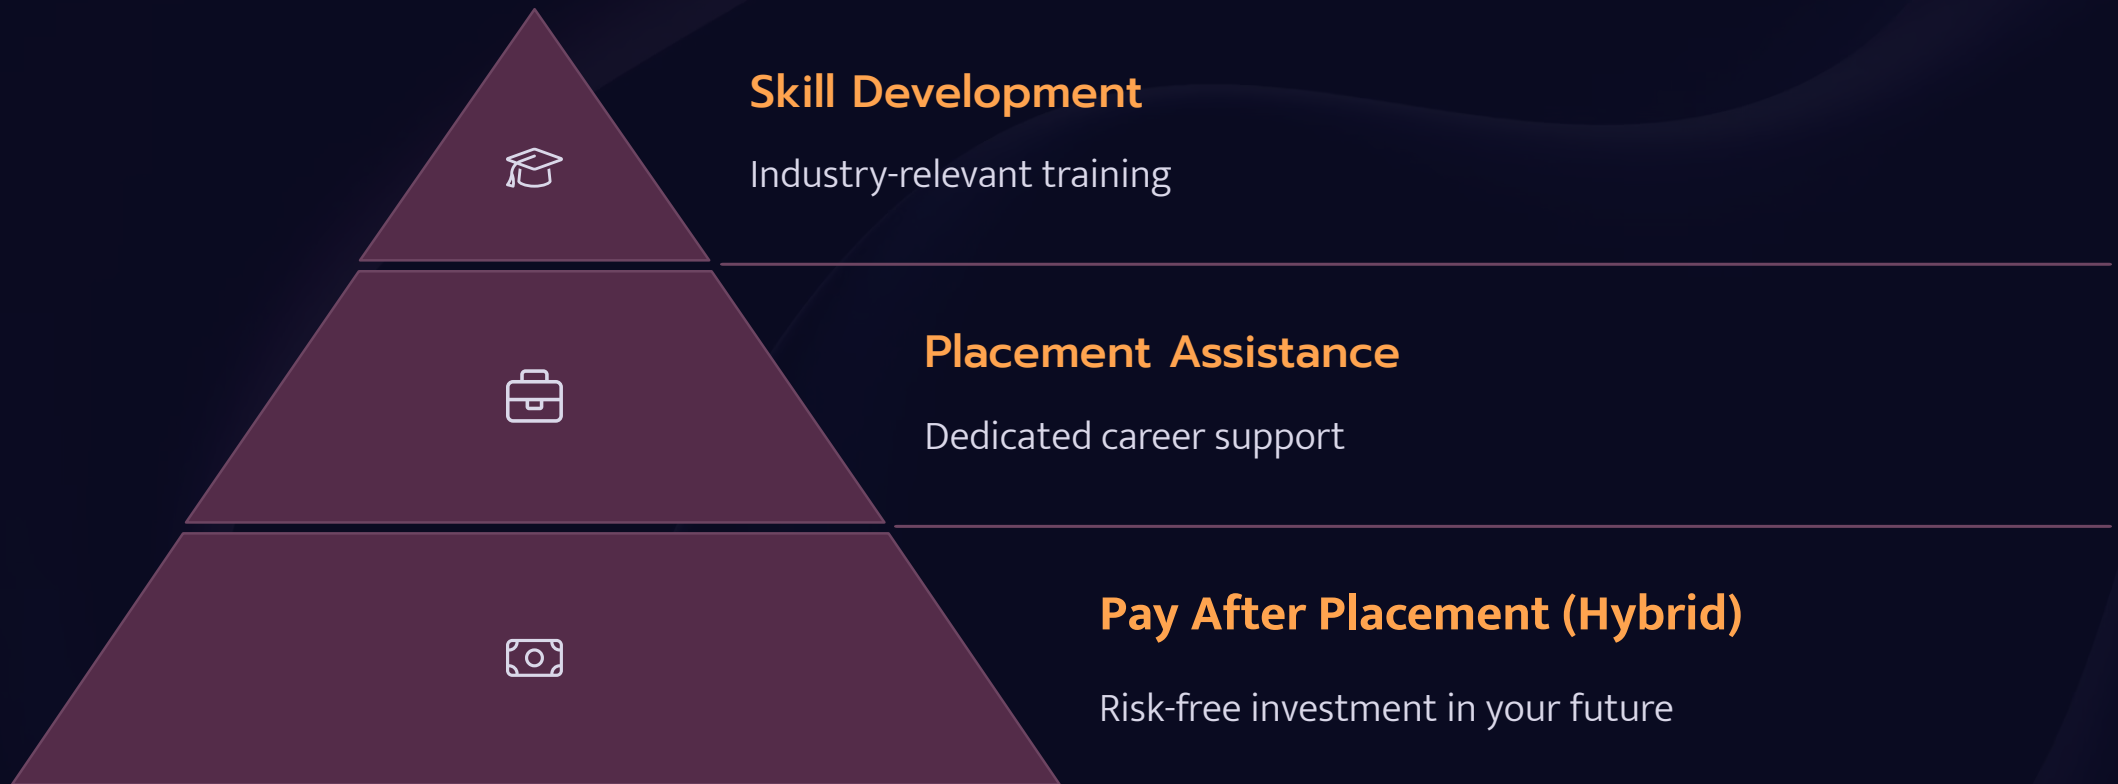 Skill Development
Industry-relevant training
Placement Assistance
Dedicated career support
Pay After Placement (Hybrid)
Risk-free investment in your future